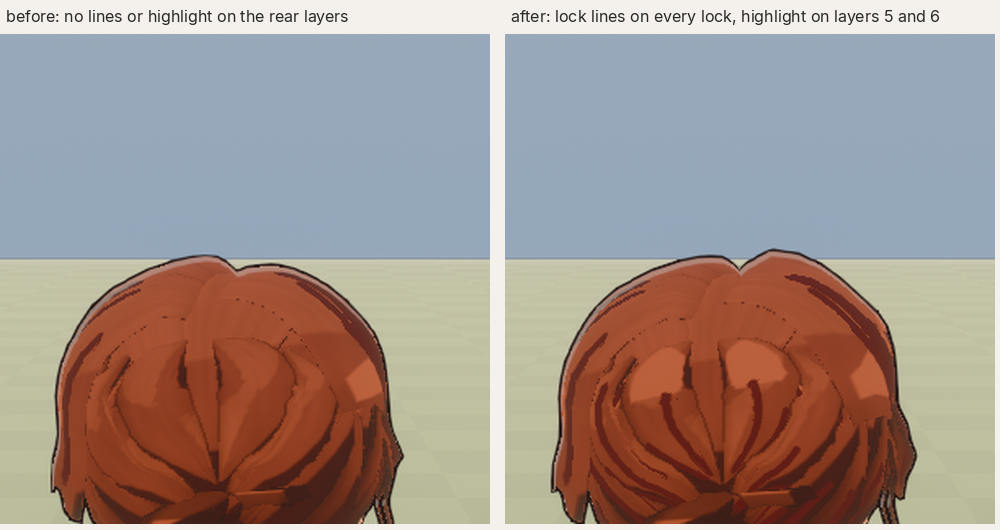 before: no lines or highlight on the rear layers
after: lock lines on every lock, highlight on layers 5 and 6